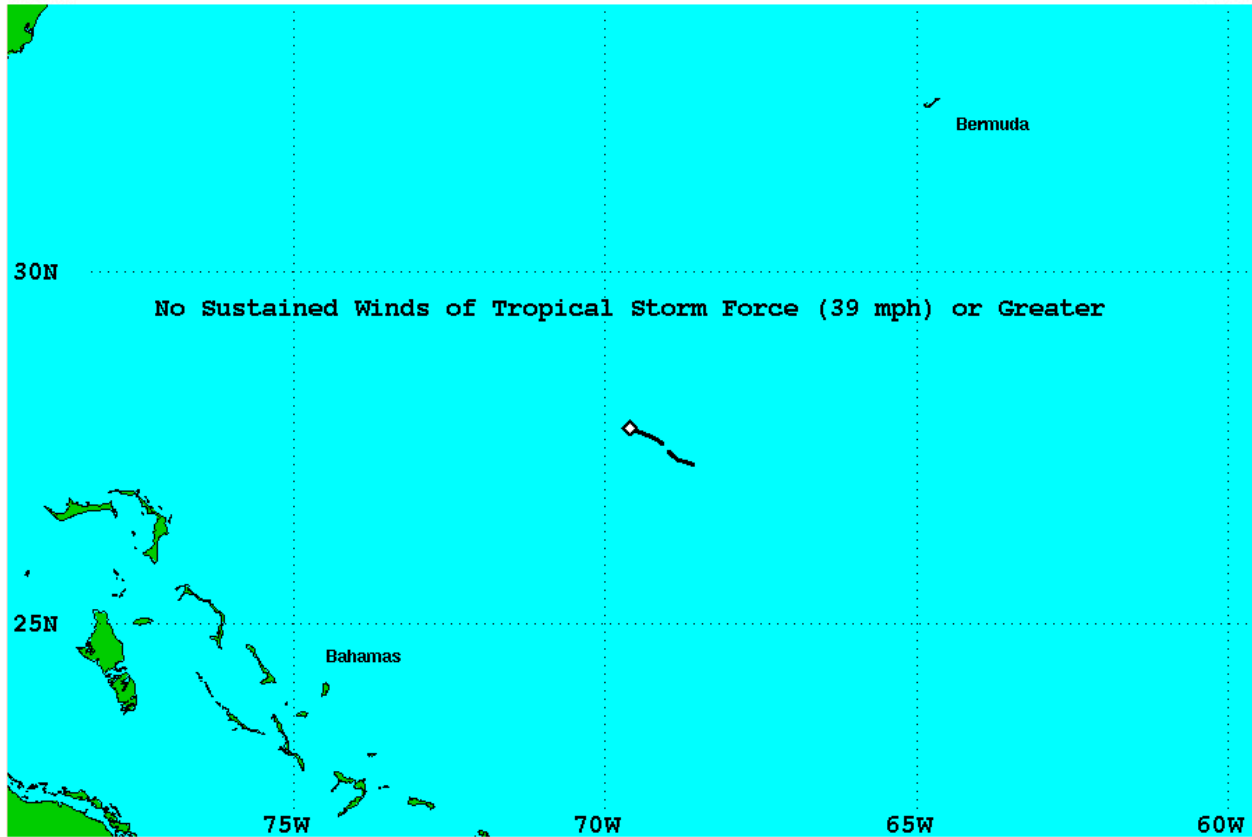 Bermuda
30N
No Sustained Winds of Tropical Storm Force (39 mph) or Greater
25N
Bahamas
75W 70W 65W 60W